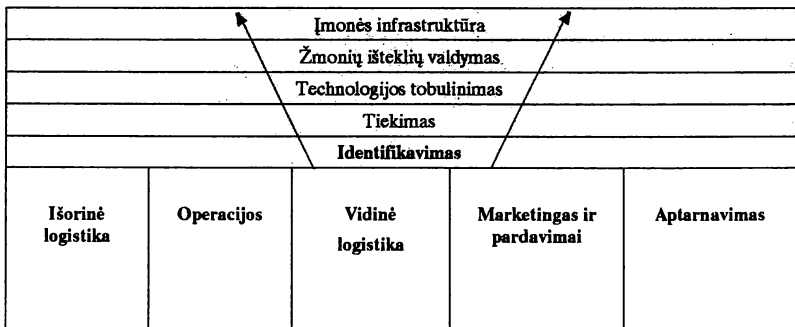 Įmonės infrastruktūra
Žmonių išteklių valdymas
Technologijos tobulinimas
Tiekimas
Identifikavimas
Išorinė
logistika
Operacijos
Vidinė
logistika
Marketingas ir
pardavimai
Aptarnavimas